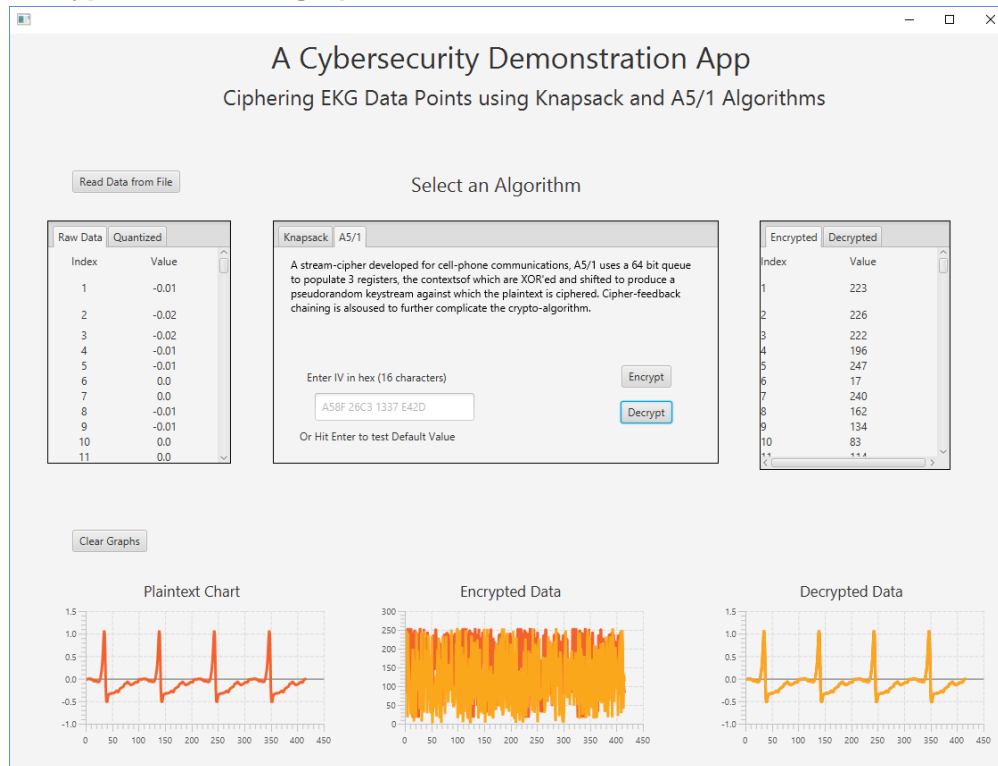 A Cybersecurity Demonstration App
Ciphering EKG Data Points using Knapsack and A5/1 Algorithms
Read Data from File
Select an Algorithm
Raw Data Quantized
Index Value
1 -0.01
2 -0.02
3 -0.02
4 -0.01
5 -0.01
6 0.0
7 0.0
8 -0.01
9 -0.01
10 0.0
11 0.0
Knapsack A5/1
A stream-cipher developed for cell-phone communications, A5/1 uses a 64 bit queue
to populate 3 registers, the contextsof which are XOR'ed and shifted to produce a
pseudorandom keystream against which the plaintext is ciphered. Cipher-feedback
chaining is alsoused to further complicate the crypto-algorithm.
Enter IV in hex (16 characters)
Encrypt
A58F 26C3 1337 E42D
Decrypt
Or Hit Enter to test Default Value
Encrypted Decrypted
Index Value
1 223
2 226
3 222
4 196
5 247
6 17
7 240
8 162
9 134
10 83
11 114
Clear Graphs
Plaintext Chart
1.5
1.0
0.5
0.0
-0.5
-1.0
0 50 100 150 200 250 300 350 400 450
Encrypted Data
300
250
200
150
100
50
0
0 50 100 150 200 250 300 350 400 450
Decrypted Data
1.5
1.0
0.5
0.0
-0.5
-1.0
0 50 100 150 200 250 300 350 400 450